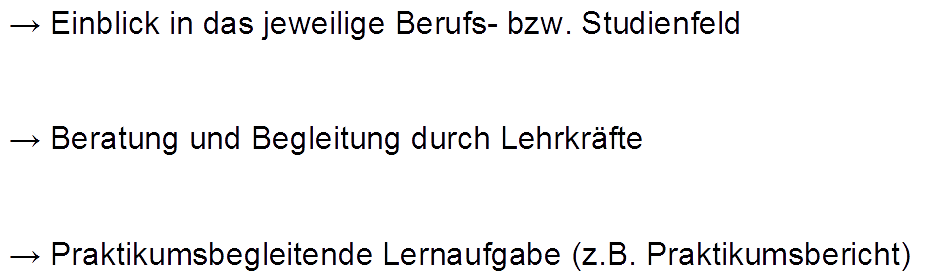 → Einblick in das jeweilige Berufs- bzw. Studienfeld
→ Beratung und Begleitung durch Lehrkräfte
→ Praktikumsbegleitende Lernaufgabe (z.B. Praktikumsbericht)